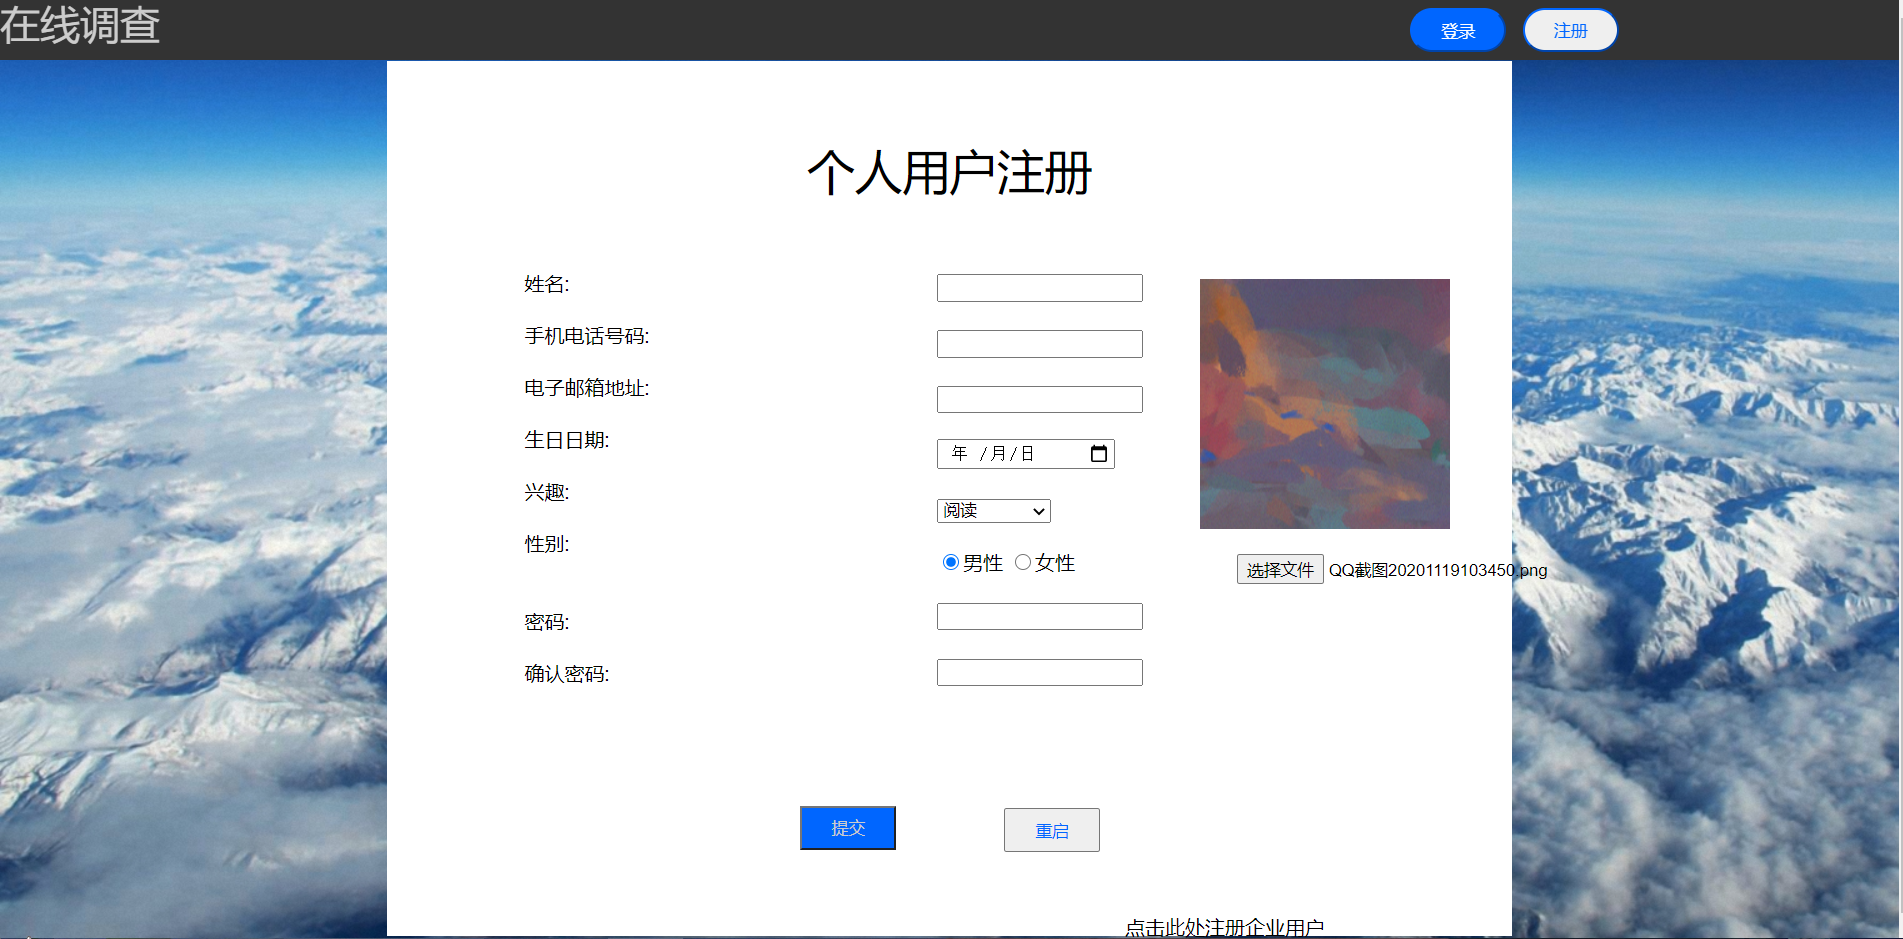 在线调查
登录
注册
个人用户注册
姓名:
手机电话号码:
电子邮箱地址:
生日日期:
年 /月/日
兴趣:
阅读
性别:
男性 女性
选择文件 QQ截图20201119103450.png
密码:
确认密码:
提交
重启
点击此处注册企业用户